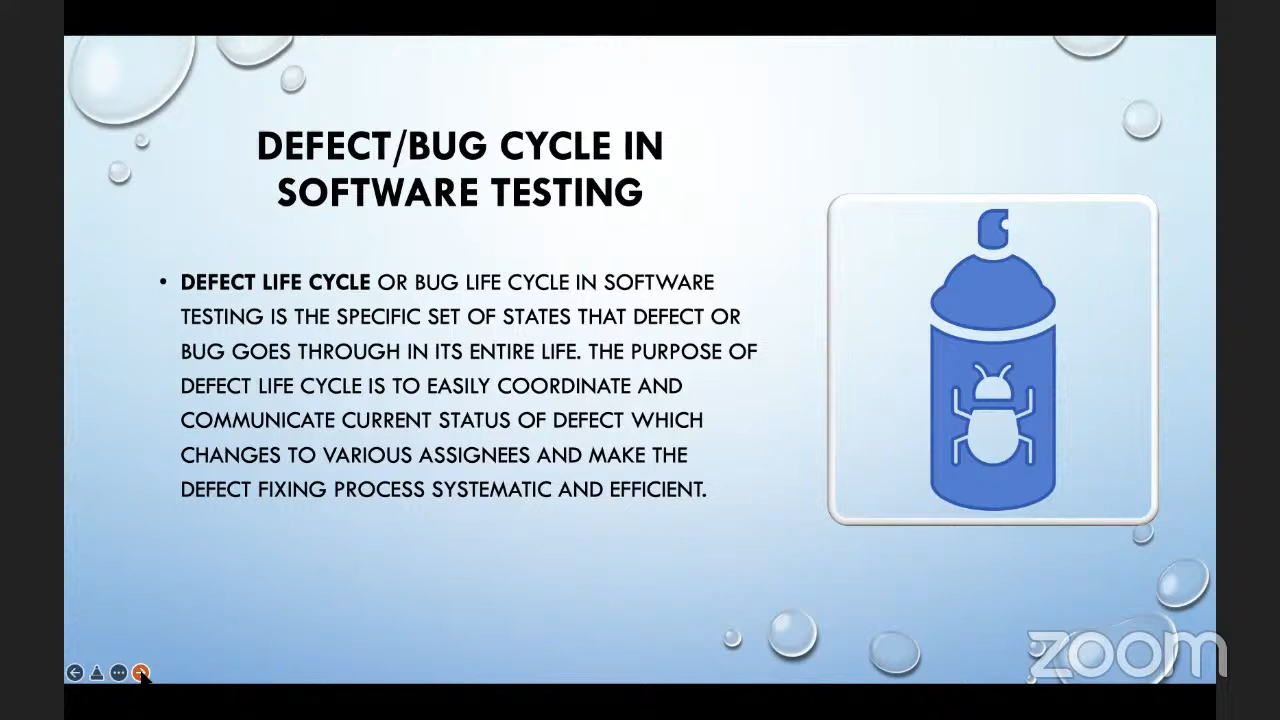 DEFECT/BUG CYCLE IN
SOFTWARE TESTING
• DEFECT LIFE CYCLE OR BUG LIFE CYCLE IN SOFTWARE
TESTING IS THE SPECIFIC SET OF STATES THAT DEFECT OR
BUG GOES THROUGH IN ITS ENTIRE LIFE. THE PURPOSE OF
DEFECT LIFE CYCLE IS TO EASILY COORDINATE AND
COMMUNICATE CURRENT STATUS OF DEFECT WHICH
CHANGES TO VARIOUS ASSIGNEES AND MAKE THE
DEFECT FIXING PROCESS SYSTEMATIC AND EFFICIENT.
zoom